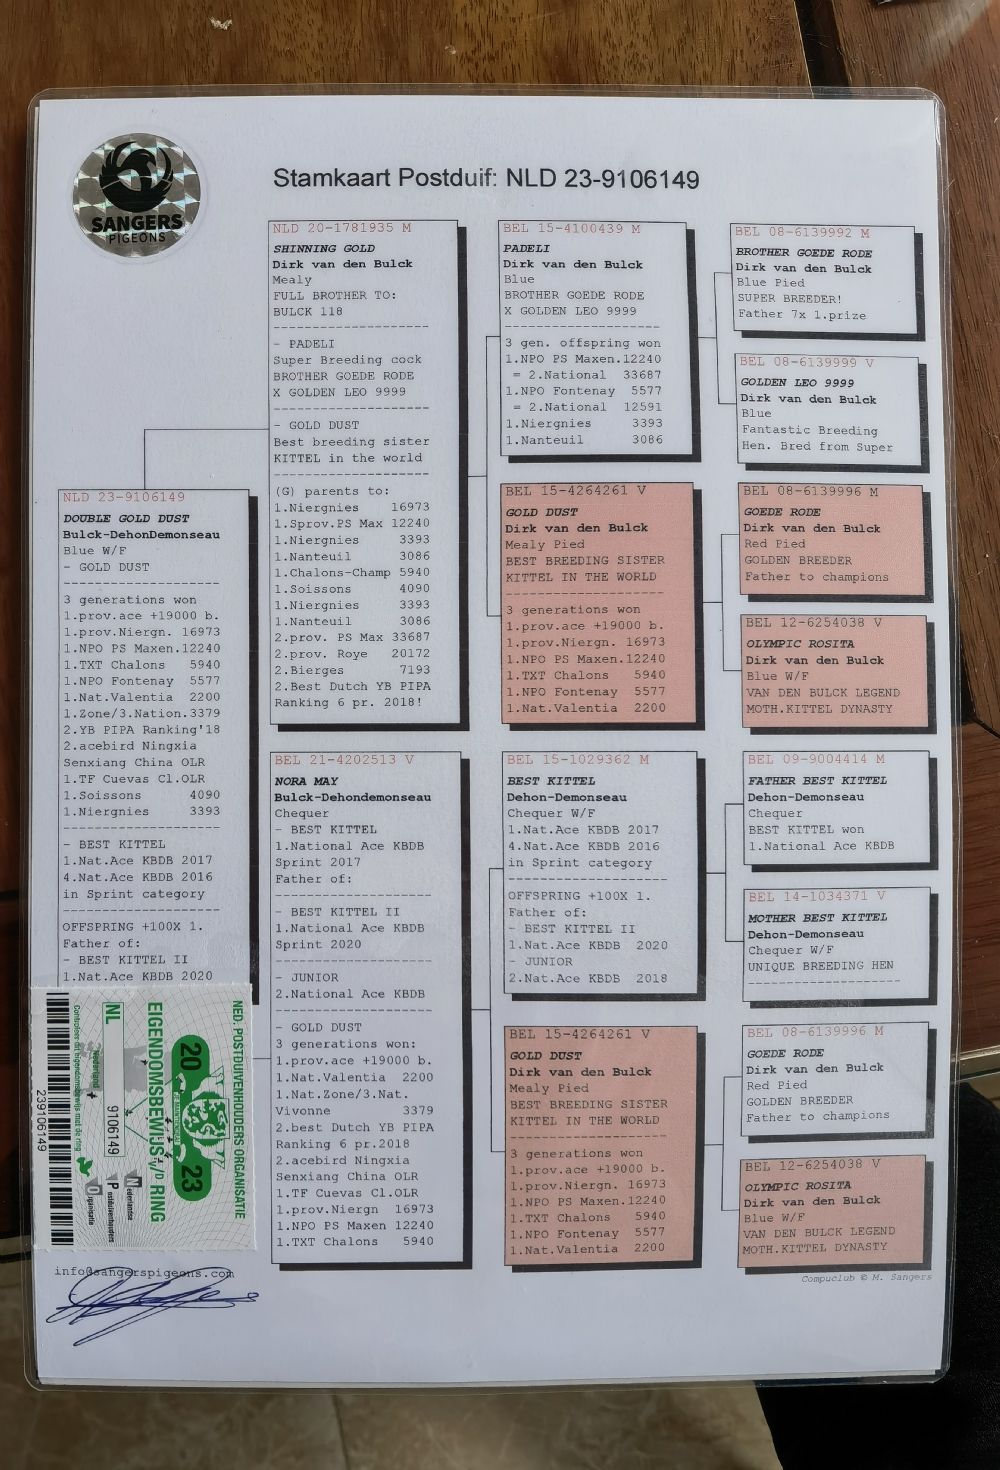 SANGERS
PIGEONS
Stamkaart Postduif: NLD 23-9106149
NLD 23-9106149
DOUBLE GOLD DUST
Bulck-DehonDemonseau
Blue W/F
- GOLD DUST
--------------------
3 generations won
1.prov.ace +19000 b.
1.prov.Niergn. 16973
1.NPO PS Maxen.12240
1.TXT Chalons 5940
1.NPO Fontenay 5577
1.Nat.Valentia 2200
1.Zone/3.Nation.3379
2.YB PIPA Ranking'18
2.acebird Ningxia
Senxiang China OLR
1.TF Cuevas Cl.OLR
1.Soissons 4090
1.Niergnies 3393
--------------------
- BEST KITTEL
1.Nat.Ace KBDB 2017
4.Nat.Ace KBDB 2016
in Sprint category
--------------------
OFFSPRING +100X 1.
Father of:
- BEST KITTEL II
1.Nat.Ace KBDB 2020
NLD 20-1781935 M
SHINNING GOLD
Dirk van den Bulck
Mealy
FULL BROTHER TO:
BULCK 118
--------------------
- PADELI
Super Breeding cock
BROTHER GOEDE RODE
X GOLDEN LEO 9999
--------------------
- GOLD DUST
Best breeding sister
KITTEL in the world
--------------------
(G) parents to:
1.Niergnies 16973
1.Sprov.PS Max 12240
1.Niergnies 3393
1.Nanteuil 3086
1.Chalons-Champ 5940
1.Soissons 4090
1.Niergnies 3393
1.Nanteuil 3086
2.prov. PS Max 33687
2.prov. Roye 20172
2.Bierges 7193
2.Best Dutch YB PIPA
Ranking 6 pr. 2018!
BEL 21-4202513 V
NORA MAY
Bulck-Dehondemonseau
Chequer
- BEST KITTEL
1.National Ace KBDB
Sprint 2017
Father of:
--------------------
- BEST KITTEL II
1.National Ace KBDB
Sprint 2020
--------------------
- JUNIOR
2.National Ace KBDB
--------------------
- GOLD DUST
3 generations won:
1.prov.ace +19000 b.
1.Nat.Valentia 2200
1.Nat.Zone/3.Nat.
Vivonne 3379
2.best Dutch YB PIPA
Ranking 6 pr.2018
2.acebird Ningxia
Senxiang China OLR
1.TF Cuevas Cl.OLR
1.prov.Niergn 16973
1.NPO PS Maxen 12240
1.TXT Chalons 5940
BEL 15-4100439 M
PADELI
Dirk van den Bulck
Blue
BROTHER GOEDE RODE
X GOLDEN LEO 9999
--------------------
3 gen. offspring won
1.NPO PS Maxen.12240
= 2.National 33687
1.NPO Fontenay 5577
= 2.National 12591
1.Niergnies 3393
1.Nanteuil 3086
BEL 15-4264261 V
GOLD DUST
Dirk van den Bulck
Mealy Pied
BEST BREEDING SISTER
KITTEL IN THE WORLD
--------------------
3 generations won
1.prov.ace +19000 b.
1.prov.Niergn. 16973
1.NPO PS Maxen.12240
1.TXT Chalons 5940
1.NPO Fontenay 5577
1.Nat.Valentia 2200
BEL 15-1029362 M
BEST KITTEL
Dehon-Demonseau
Chequer W/F
1.Nat.Ace KBDB 2017
4.Nat.Ace KBDB 2016
in Sprint category
--------------------
OFFSPRING +100X 1.
Father of:
- BEST KITTEL II
1.Nat.Ace KBDB 2020
- JUNIOR
2.Nat.Ace KBDB 2018
BEL 15-4264261 V
GOLD DUST
Dirk van den Bulck
Mealy Pied
BEST BREEDING SISTER
KITTEL IN THE WORLD
--------------------
3 generations won
1.prov.ace +19000 b.
1.prov.Niergn. 16973
1.NPO PS Maxen 12240
1.TXT Chalons 5940
1.NPO Fontenay 5577
1.Nat.Valentia 2200
BEL 08-6139992 M
BROTHER GOEDE RODE
Dirk van den Bulck
Blue Pied
SUPER BREEDER!
Father 7x 1.prize
BEL 08-6139999 V
GOLDEN LEO 9999
Dirk van den Bulck
Blue
Fantastic Breeding
Hen. Bred from Super
BEL 08-6139996 M
GOEDE RODE
Dirk van den Bulck
Red Pied
GOLDEN BREEDER
Father to champions
BEL 12-6254038 V
OLYMPIC ROSITA
Dirk van den Bulck
Blue W/F
VAN DEN BULCK LEGEND
MOTH.KITTEL DYNASTY
BEL 09-9004414 M
FATHER BEST KITTEL
Dehon-Demonseau
Chequer
BEST KITTEL won
1.National Ace KBDB
BEL 14-1034371 V
MOTHER BEST KITTEL
Dehon-Demonseau
Chequer W/F
UNIQUE BREEDING HEN
--------------------
BEL 08-6139996 M
GOEDE RODE
Dirk van den Bulck
Red Pied
GOLDEN BREEDER
Father to champions
BEL 12-6254038 V
OLYMPIC ROSITA
Dirk van den Bulck
Blue W/F
VAN DEN BULCK LEGEND
MOTH.KITTEL DYNASTY
NED. POSTDUIVENHOUDERS ORGANISATIE
20 23
EIGENDOMSBEWIJS v/d RING
NL 9106149
Nederland
Nederlandse
Postduivenhouders
Organisatie
Controleer dit eigendomsbewijs met de ring
239106149
info@sangerspigeons.com
Compuclub © M. Sangers